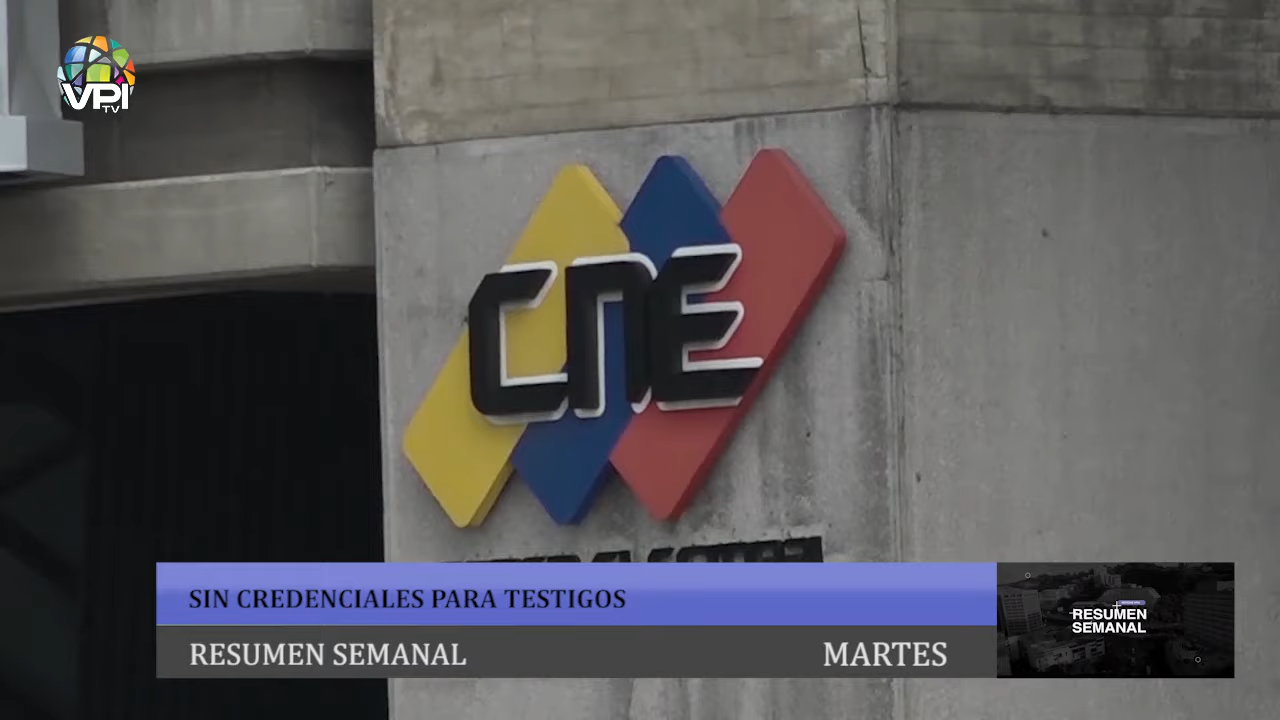 VPI
TV
CNE
SIN CREDENCIALES PARA TESTIGOS
RESUMEN SEMANAL
MARTES
RESUMEN
SEMANAL